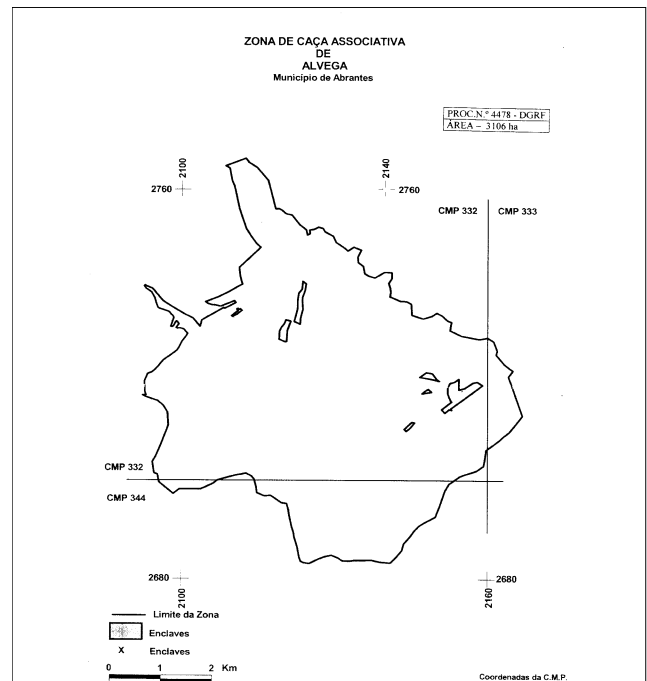 ZONA DE CAÇA ASSOCIATIVA
DE
ALVEGA
Município de Abrantes
PROC.N.º 4478 - DGRF
ÁREA – 3106 ha
2100
2140
2760
2760
CMP 332
CMP 333
CMP 332
CMP 344
2680
2680
2100
2160
Limite da Zona
Enclaves
X Enclaves
0 1 2 Km
Coordenadas da C.M.P.